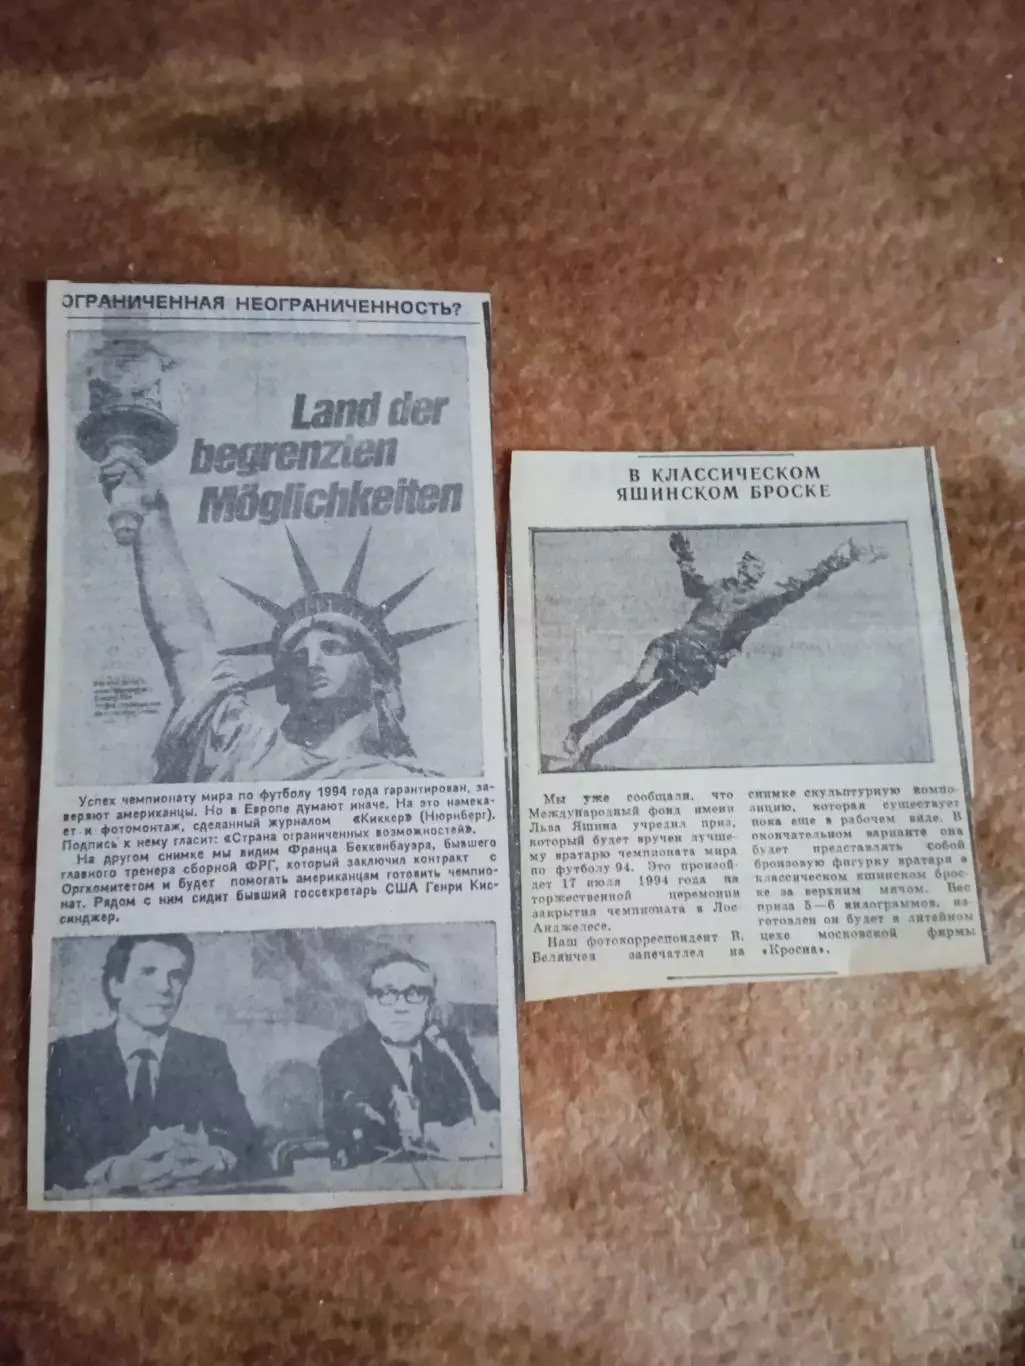 ОГРАНИЧЕННАЯ НЕОГРАНИЧЕННОСТЬ?
Land der
begrenzten
Möglichkeiten
Успех чемпионату мира по футболу 1994 года гарантирован, за-
веряют американцы. Но в Европе думают иначе. На это намека-
ет и фотомонтаж, сделанный журналом «Киккер» (Нюрнберг).
Подпись к нему гласит: «Страна ограниченных возможностей».
На другом снимке мы видим Франца Беккенбауэра, бывшего
главного тренера сборной ФРГ, который заключил контракт с
Оргкомитетом и будет помогать американцам готовить чемпио-
нат. Рядом с ним сидит бывший госсекретарь США Генри Кис-
синджер.
В КЛАССИЧЕСКОМ
ЯШИНСКОМ БРОСКЕ
Мы уже сообщали, что
Международный фонд имени
Льва Яшина учредил приз,
который будет вручен лучше-
му вратарю чемпионата мира
по футболу-94. Это произой-
дет 17 июля 1994 года на
торжественной церемонии
закрытия чемпионата в Лос-
Анджелесе.
Наш фотокорреспондент В.
Белянчев запечатлел на
снимке скульптурную компо-
зицию, которая существует
пока еще в рабочем виде. В
окончательном варианте она
будет представлять собой
бронзовую фигурку вратаря в
классическом яшинском брос-
ке за верхним мячом. Вес
приза 5—6 килограммов, из-
готовлен он будет в литейном
цехе московской фирмы
«Кросна».